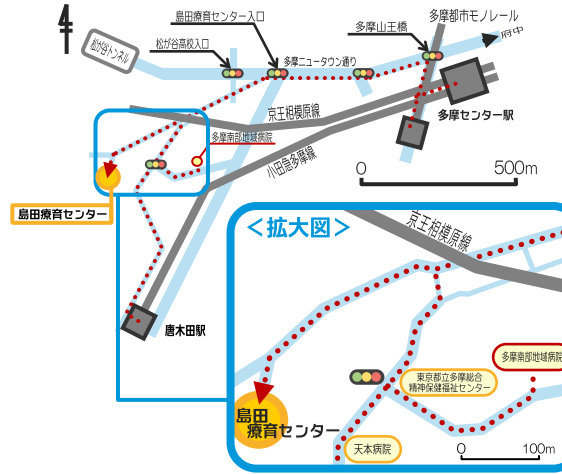 島田療育センター入口
多摩都市モノレール
松が谷高校入口
多摩山王橋
府中
松が谷トンネル
多摩ニュータウン通り
京王相模原線
多摩センター駅
多摩南部地域病院
小田急多摩線
0 500m
島田療育センター
唐木田駅
＜拡大図＞
京王相模原線
多摩南部地域病院
東京都立多摩総合
精神保健福祉センター
島田
療育センター
天本病院
0 100m